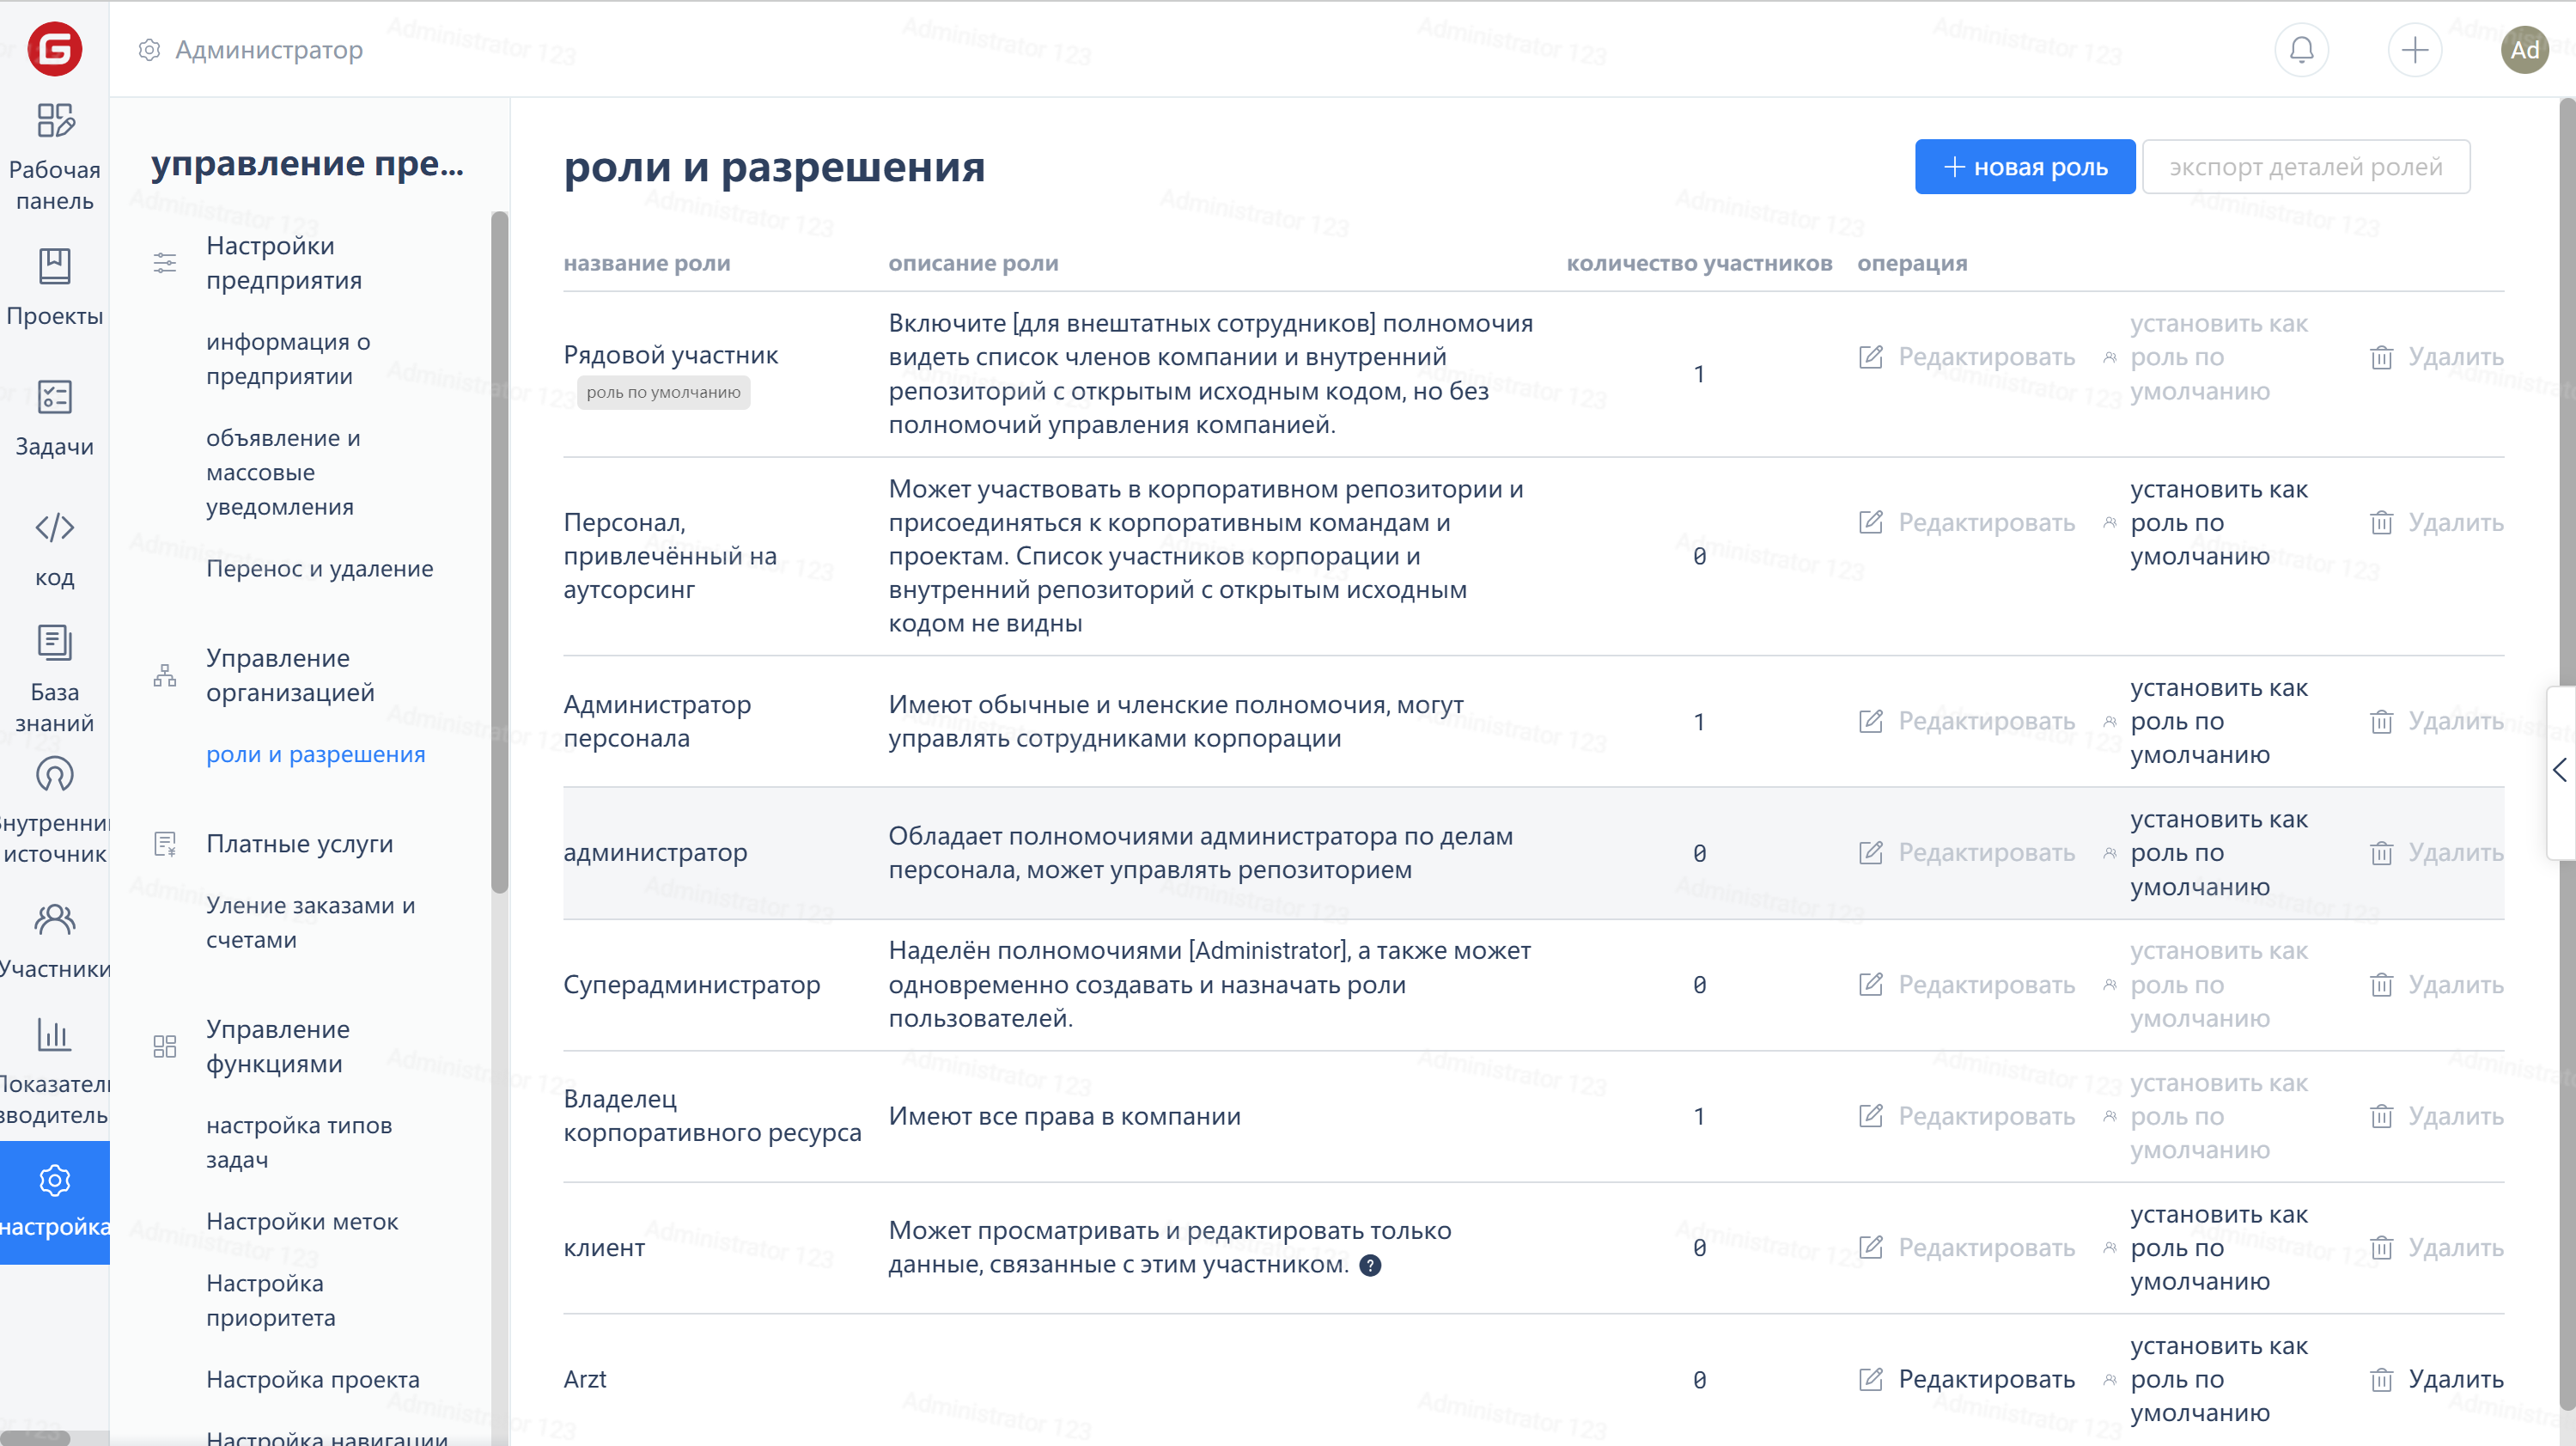 Администратор
Ad
Рабочая
панель
Проекты
Задачи
код
База
знаний
источник
Участники
настройка
управление пре...
Настройки
предприятия
информация о
предприятии
объявление и
массовые
уведомления
Перенос и удаление
Управление
организацией
роли и разрешения
Платные услуги
Уление заказами и
счетами
Управление
функциями
настройка типов
задач
Настройки меток
Настройка
приоритета
Настройка проекта
Настройка навигации
роли и разрешения
новая роль
экспорт деталей ролей
название роли описание роли количество участников операция
Рядовой участник
роль по умолчанию
Включите [для внештатных сотрудников] полномочия
видеть список членов компании и внутренний
репозиторий с открытым исходным кодом, но без
полномочий управления компанией.
1
Редактировать
установить как
роль по
умолчанию
Удалить
Персонал,
привлечённый на
аутсорсинг
Может участвовать в корпоративном репозитории и
присоединяться к корпоративным командам и
проектам. Список участников корпорации и
внутренний репозиторий с открытым исходным
кодом не видны
0
Редактировать
установить как
роль по
умолчанию
Удалить
Администратор
персонала
Имеют обычные и членские полномочия, могут
управлять сотрудниками корпорации
1
Редактировать
установить как
роль по
умолчанию
Удалить
администратор
Обладает полномочиями администратора по делам
персонала, может управлять репозиторием
0
Редактировать
установить как
роль по
умолчанию
Удалить
Суперадминистратор
Наделён полномочиями [Administrator], а также может
одновременно создавать и назначать роли
пользователей.
0
Редактировать
установить как
роль по
умолчанию
Удалить
Владелец
корпоративного ресурса
Имеют все права в компании
1
Редактировать
установить как
роль по
умолчанию
Удалить
клиент
Может просматривать и редактировать только
данные, связанные с этим участником. ?
0
Редактировать
установить как
роль по
умолчанию
Удалить
Arzt
0
Редактировать
установить как
роль по
умолчанию
Удалить
Administrator 123